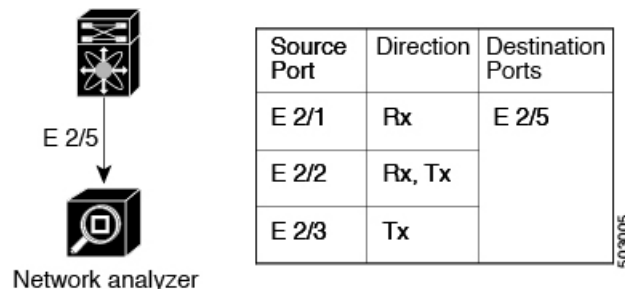 E 2/5
Network analyzer
Source Port
Direction
Destination Ports
E 2/1
Rx
E 2/5
E 2/2
Rx, Tx
E 2/3
Tx
503005